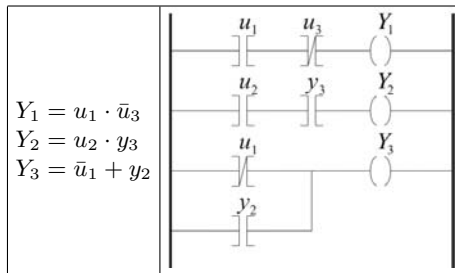 Y₁ = u₁ · ū₃
Y₂ = u₂ · y₃
Y₃ = ū₁ + y₂
u₁ u₃ Y₁
u₂ y₃ Y₂
u₁ Y₃
y₂